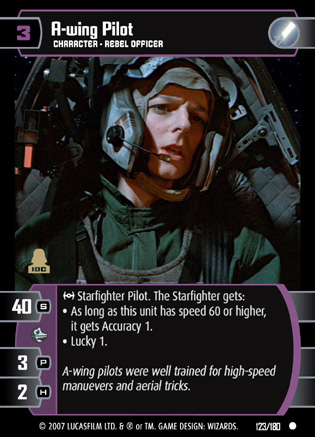 3
A-wing Pilot
CHARACTER - REBEL OFFICER
IDC
40 S
Starfighter Pilot. The Starfighter gets:
• As long as this unit has speed 60 or higher,
it gets Accuracy 1.
• Lucky 1.
3 P
2 H
A-wing pilots were well trained for high-speed
manuevers and aerial tricks.
© 2007 LUCASFILM LTD. & ® or TM. GAME DESIGN: WIZARDS.
123/180